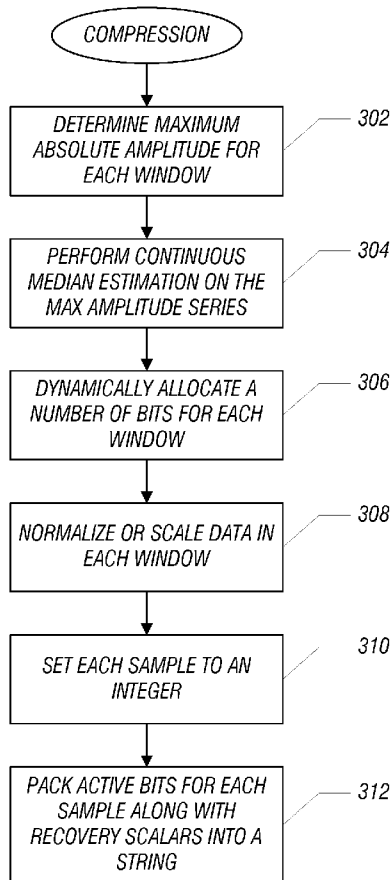 COMPRESSION
DETERMINE MAXIMUM
ABSOLUTE AMPLITUDE FOR
EACH WINDOW
302
PERFORM CONTINUOUS
MEDIAN ESTIMATION ON THE
MAX AMPLITUDE SERIES
304
DYNAMICALLY ALLOCATE A
NUMBER OF BITS FOR EACH
WINDOW
306
NORMALIZE OR SCALE DATA IN
EACH WINDOW
308
SET EACH SAMPLE TO AN
INTEGER
310
PACK ACTIVE BITS FOR EACH
SAMPLE ALONG WITH
RECOVERY SCALARS INTO A
STRING
312